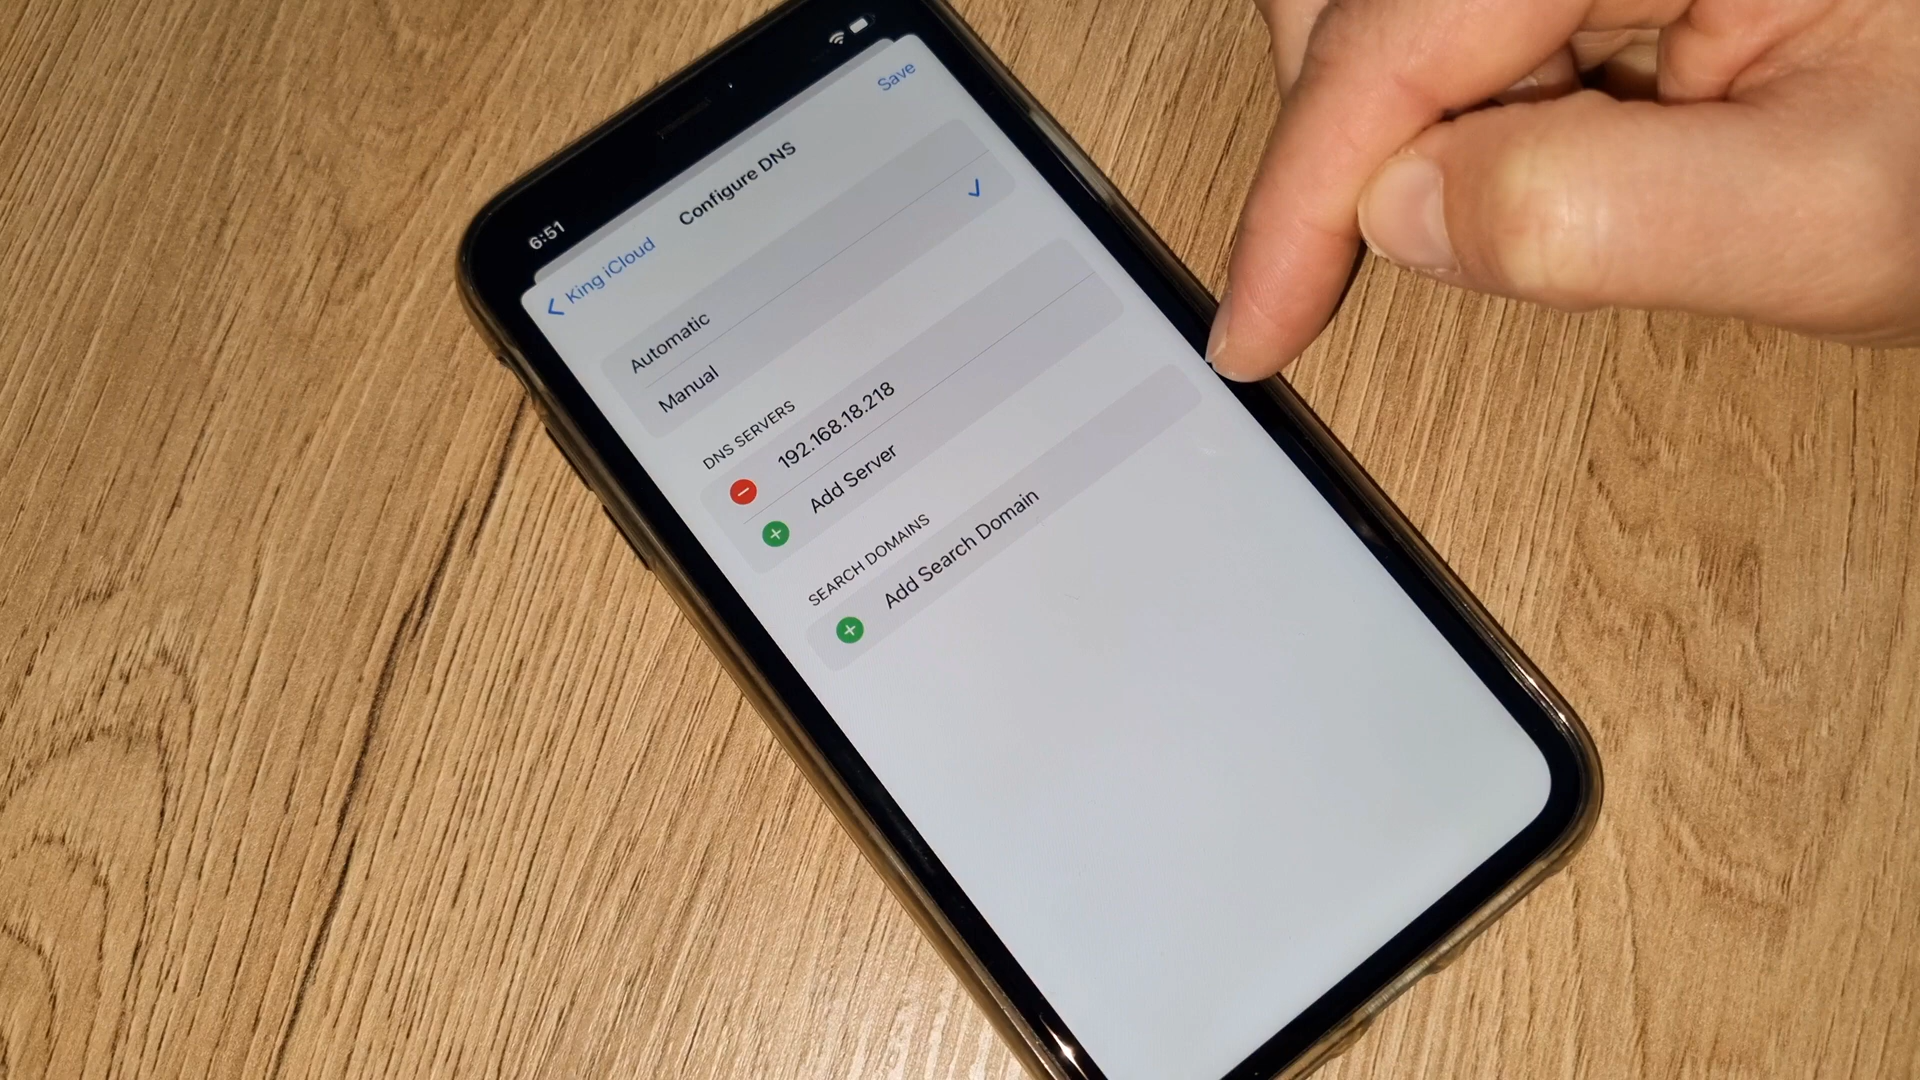 6:51
Save
King iCloud
Configure DNS
Automatic
Manual
DNS SERVERS
192.168.18.218
Add Server
SEARCH DOMAINS
Add Search Domain